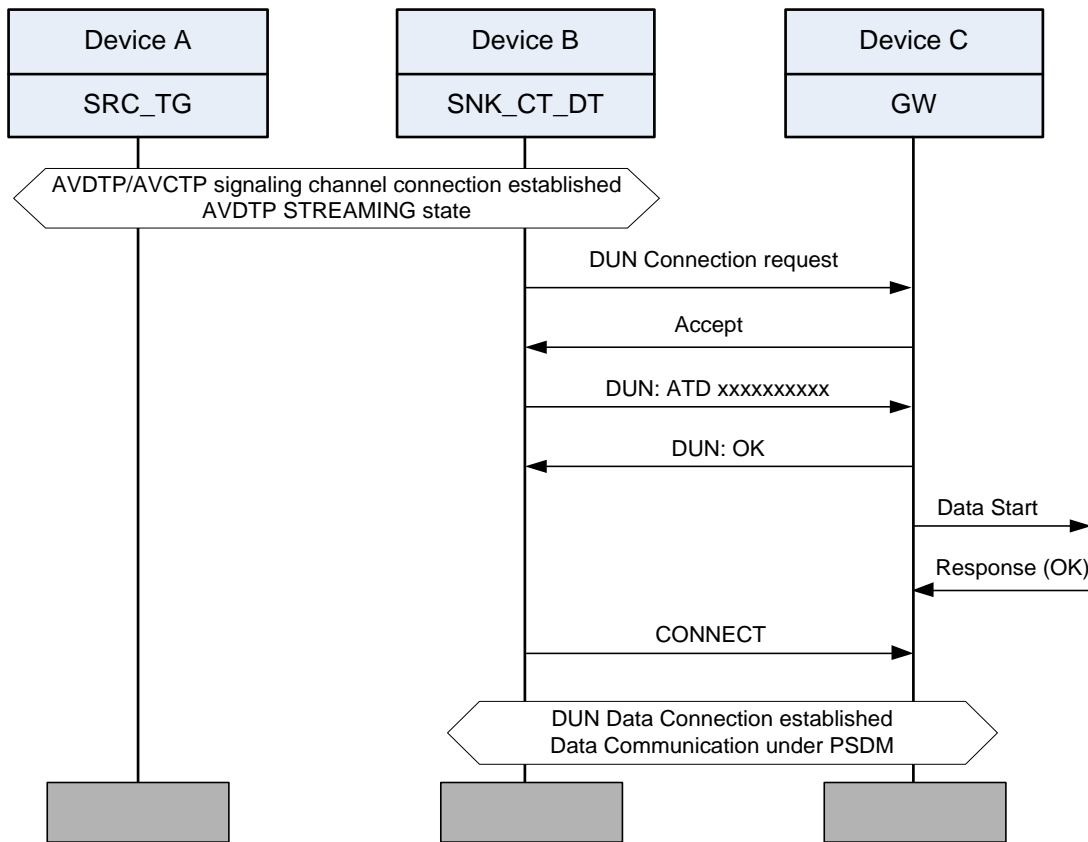 Device A
Device B
Device C
SRC_TG
SNK_CT_DT
GW
AVDTP/AVCTP signaling channel connection established
AVDTP STREAMING state
DUN Connection request
Accept
DUN: ATD xxxxxxxxxx
DUN: OK
Data Start
Response (OK)
CONNECT
DUN Data Connection established
Data Communication under PSDM